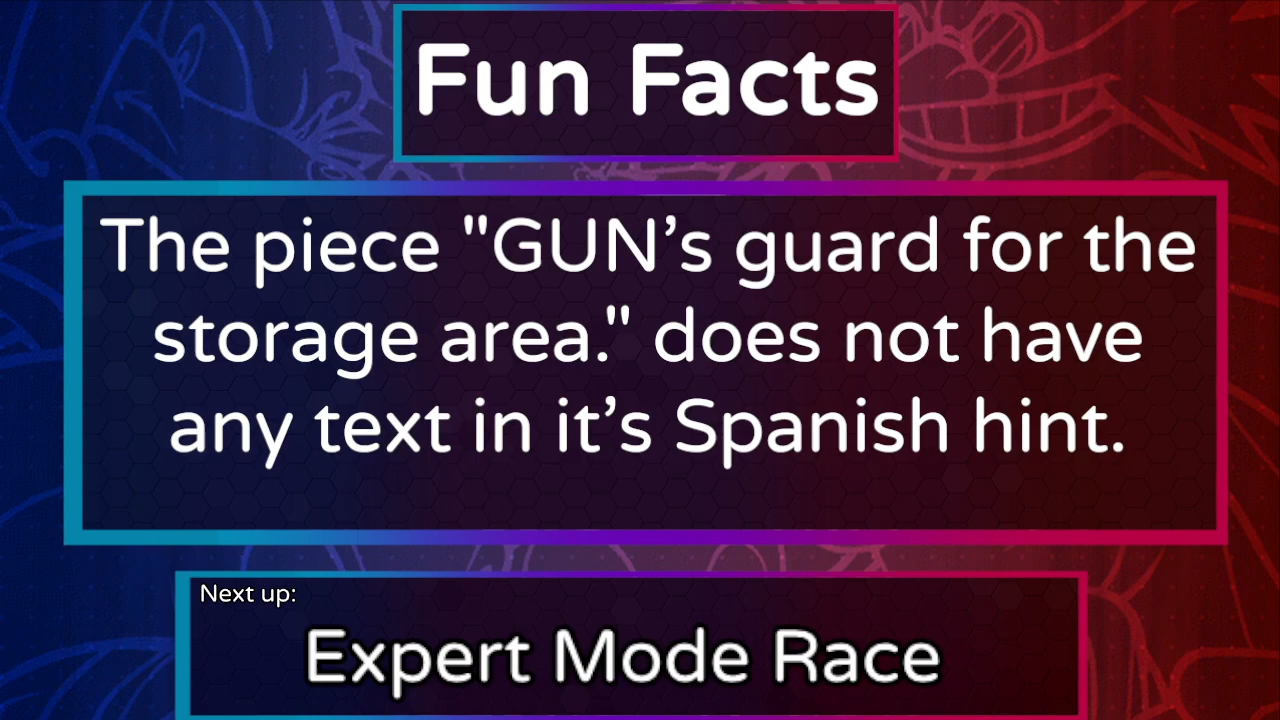 Fun Facts
The piece "GUN’s guard for the
storage area." does not have
any text in it’s Spanish hint.
Next up:
Expert Mode Race